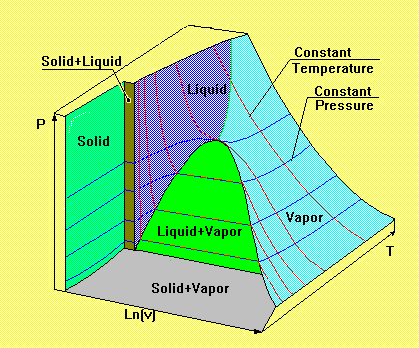 Solid+Liquid
Constant
Temperature
Liquid
Constant
Pressure
P
Solid
Liquid+Vapor
Vapor
T
Solid+Vapor
Ln(v)